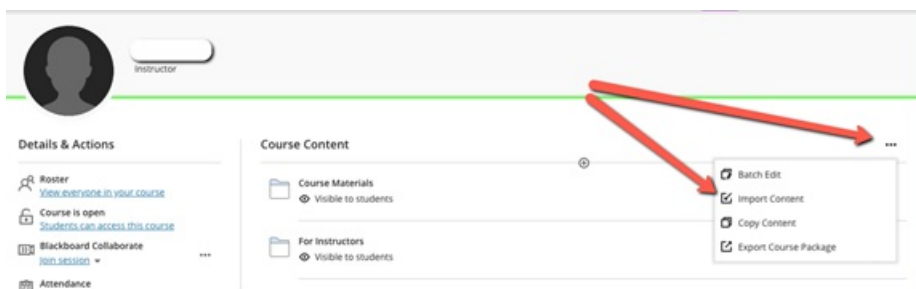 Instructor
Details & Actions
Roster
View everyone in your course
Course is open
Students can access this course
Blackboard Collaborate
Join session
Attendance
Course Content
Course Materials
Visible to students
For Instructors
Visible to students
Batch Edit
Import Content
Copy Content
Export Course Package